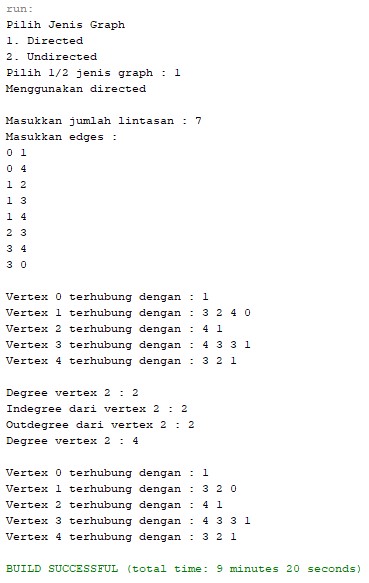 run:
Pilih Jenis Graph
1. Directed
2. Undirected
Pilih 1/2 jenis graph : 1
Menggunakan directed
Masukkan jumlah lintasan : 7
Masukkan edges :
0 1
0 4
1 2
1 3
1 4
2 3
3 4
3 0
Vertex 0 terhubung dengan : 1
Vertex 1 terhubung dengan : 3 2 4 0
Vertex 2 terhubung dengan : 4 1
Vertex 3 terhubung dengan : 4 3 3 1
Vertex 4 terhubung dengan : 3 2 1
Degree vertex 2 : 2
Indegree dari vertex 2 : 2
Outdegree dari vertex 2 : 2
Degree vertex 2 : 4
Vertex 0 terhubung dengan : 1
Vertex 1 terhubung dengan : 3 2 0
Vertex 2 terhubung dengan : 4 1
Vertex 3 terhubung dengan : 4 3 3 1
Vertex 4 terhubung dengan : 3 2 1
BUILD SUCCESSFUL (total time: 9 minutes 20 seconds)